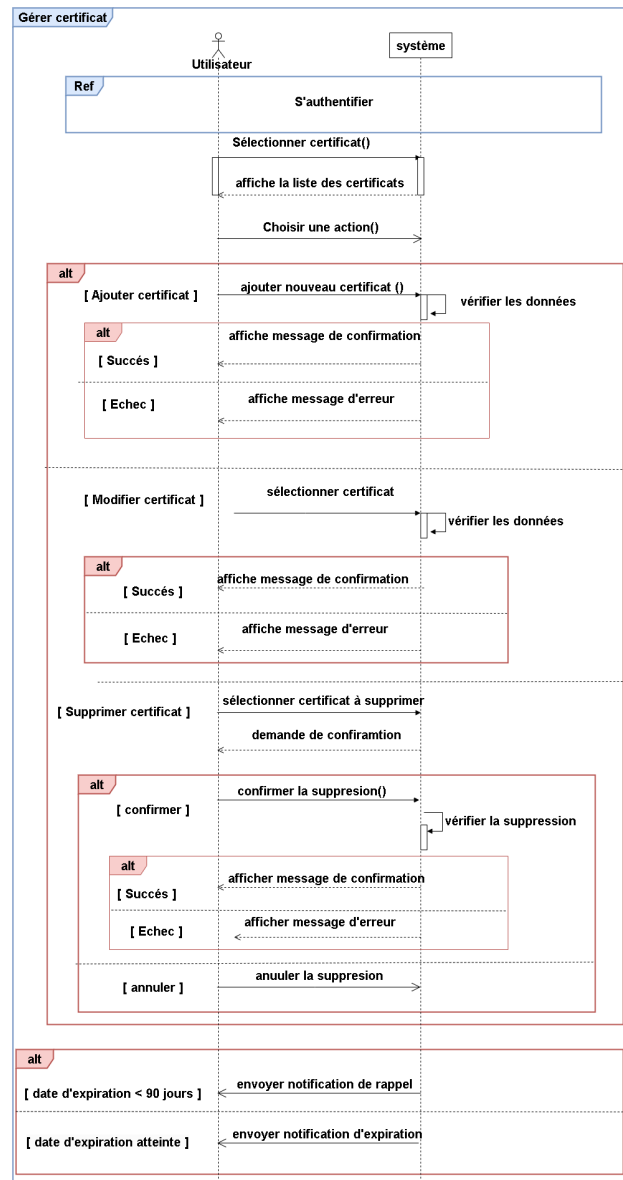 Gérer certificat
système
Utilisateur
Ref
S'authentifier
Sélectionner certificat()
affiche la liste des certificats
Choisir une action()
alt
[ Ajouter certificat ]
ajouter nouveau certificat ()
vérifier les données
alt
affiche message de confirmation
[ Succés ]
[ Echec ]
affiche message d'erreur
[ Modifier certificat ]
sélectionner certificat
vérifier les données
alt
affiche message de confirmation
[ Succés ]
[ Echec ]
affiche message d'erreur
[ Supprimer certificat ]
sélectionner certificat à supprimer
demande de confiramtion
alt
[ confirmer ]
confirmer la suppresion()
vérifier la suppression
alt
afficher message de confirmation
[ Succés ]
[ Echec ]
afficher message d'erreur
[ annuler ]
anuuler la suppresion
alt
[ date d'expiration < 90 jours ]
envoyer notification de rappel
[ date d'expiration atteinte ]
envoyer notification d'expiration